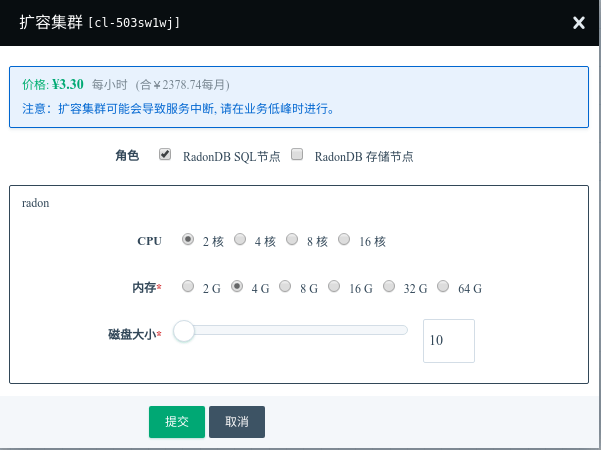 扩容集群 [cl-503sw1wj]
价格: ¥3.30 每小时 (合¥2378.74每月)
注意：扩容集群可能会导致服务中断, 请在业务低峰时进行。
角色 RadonDB SQL节点 RadonDB 存储节点
radon
CPU 2 核 4 核 8 核 16 核
内存* 2 G 4 G 8 G 16 G 32 G 64 G
磁盘大小* 10
提交 取消